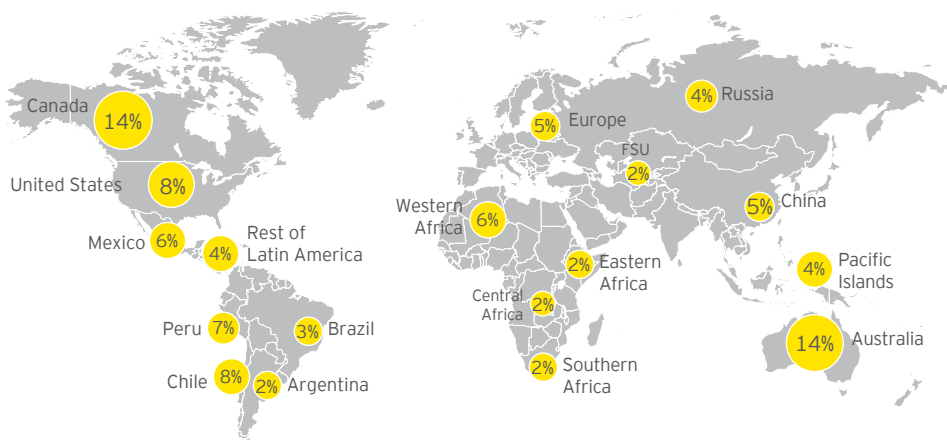 Canada
14%
United States
8%
Mexico
6%
Rest of
Latin America
4%
Peru
7%
Brazil
3%
Chile
8%
Argentina
2%
Russia
4%
Europe
5%
FSU
2%
China
5%
Western
Africa
6%
Eastern
Africa
2%
Central
Africa
2%
Southern
Africa
2%
Pacific
Islands
4%
Australia
14%